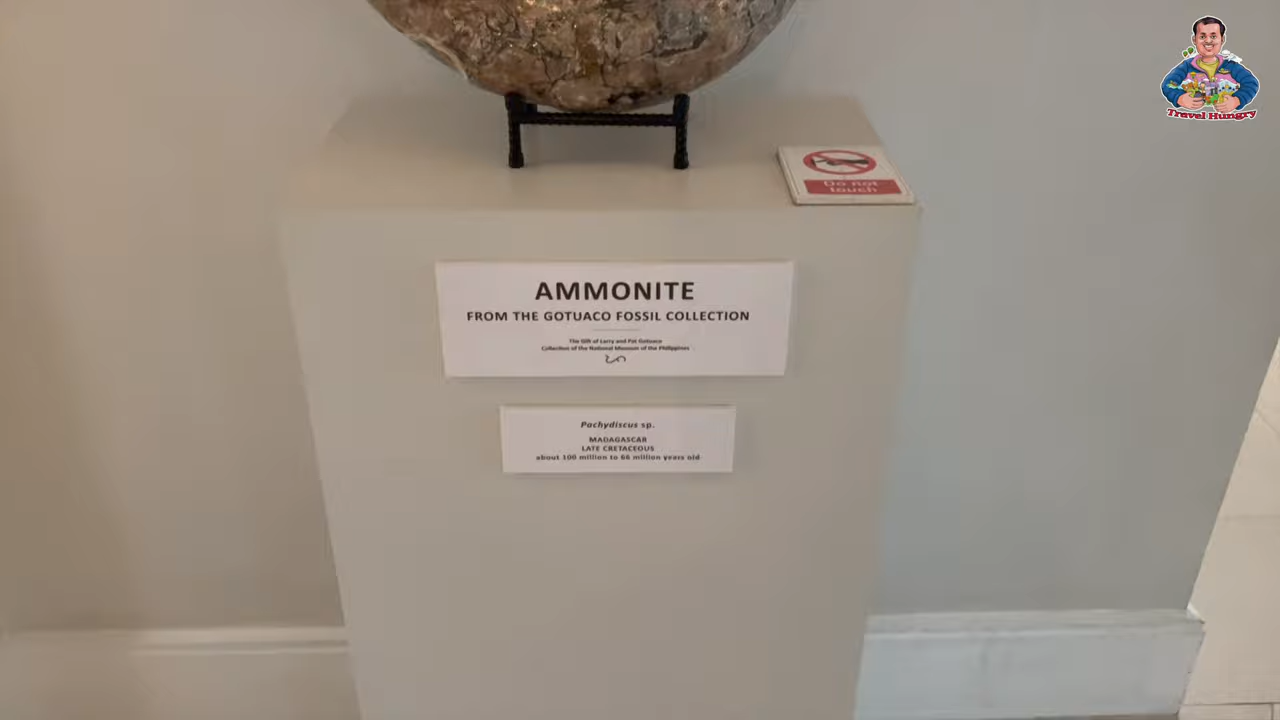 Travel Hungry
Do not
touch
AMMONITE
FROM THE GOTUACO FOSSIL COLLECTION
The Gift of Larry and Pat Gotuaco
Collection of the National Museum of the Philippines
Pachydiscus sp.
MADAGASCAR
LATE CRETACEOUS
about 100 million to 66 million years old